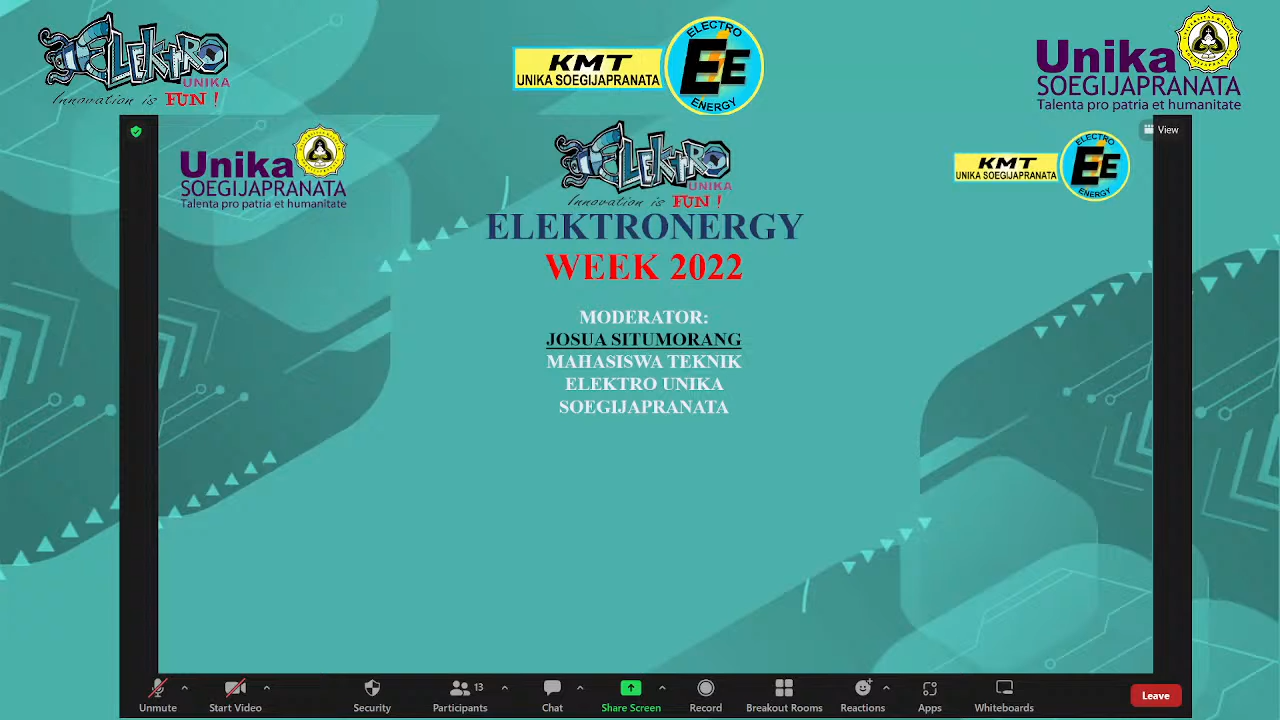 Elektro
UNIKA
Innovation is FUN !
KMT
UNIKA SOEGIJAPRANATA
ELECTRO
EE
ENERGY
Unika
SOEGIJAPRANATA
Talenta pro patria et humanitate
View
Unika
SOEGIJAPRANATA
Talenta pro patria et humanitate
Elektro
UNIKA
Innovation is FUN !
KMT
UNIKA SOEGIJAPRANATA
ELECTRO
EE
ENERGY
ELEKTRONERGY
WEEK 2022
MODERATOR:
JOSUA SITUMORANG
MAHASISWA TEKNIK
ELEKTRO UNIKA
SOEGIJAPRANATA
Unmute
Start Video
Security
13
Participants
Chat
Share Screen
Record
Breakout Rooms
Reactions
Apps
Whiteboards
Leave